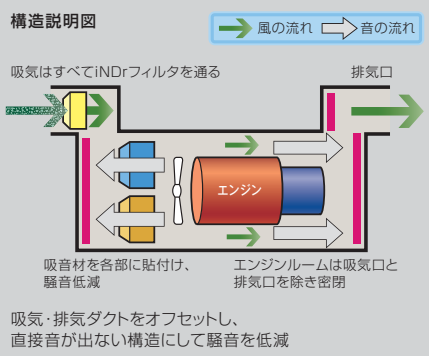 構造説明図
風の流れ
音の流れ
吸気はすべてiNDrフィルタを通る
排気口
エンジン
吸音材を各部に貼付け、
騒音低減
エンジンルームは吸気口と
排気口を除き密閉
吸気・排気ダクトをオフセットし、
直接音が出ない構造にして騒音を低減